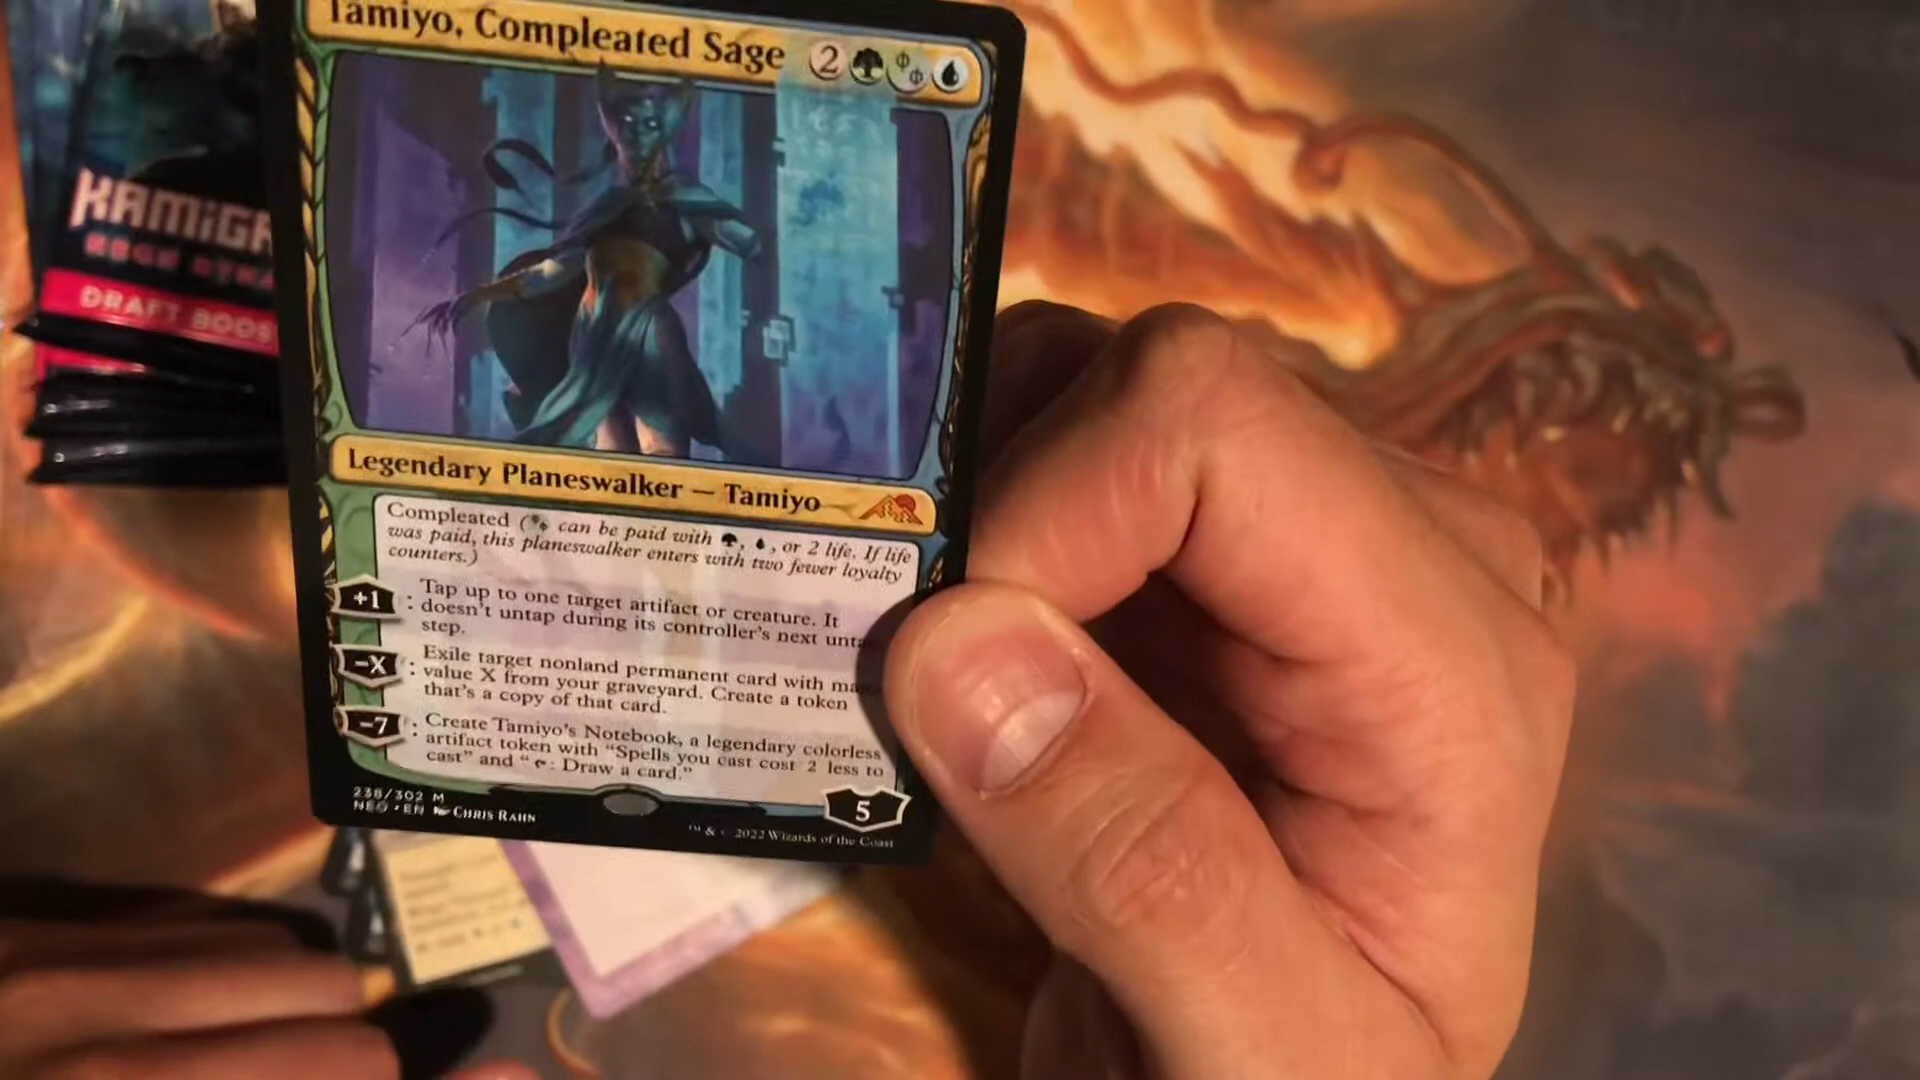 Tamiyo, Compleated Sage 2
KAMIGA
DRAFT BOOS
Legendary Planeswalker — Tamiyo
Compleated ( can be paid with , , or 2 life. If life
was paid, this planeswalker enters with two fewer loyalty
counters.)
+1 : Tap up to one target artifact or creature. It
doesn't untap during its controller's next unta
step.
−X : Exile target nonland permanent card with ma
value X from your graveyard. Create a token
that's a copy of that card.
−7 : Create Tamiyo's Notebook, a legendary colorless
artifact token with "Spells you cast cost 2 less to
cast" and " : Draw a card."
5
238/302 M
NEO • EN Chris Rahn
™ & 2022 Wizards of the Coast